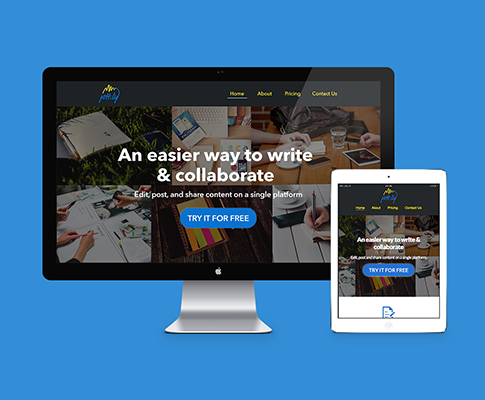 Home About Pricing Contact Us
An easier way to write
& collaborate
Edit, post, and share content on a single platform
TRY IT FOR FREE
Home About Pricing Contact Us
An easier way to write &
collaborate
Edit, post, and share content on a single platform
TRY IT FOR FREE